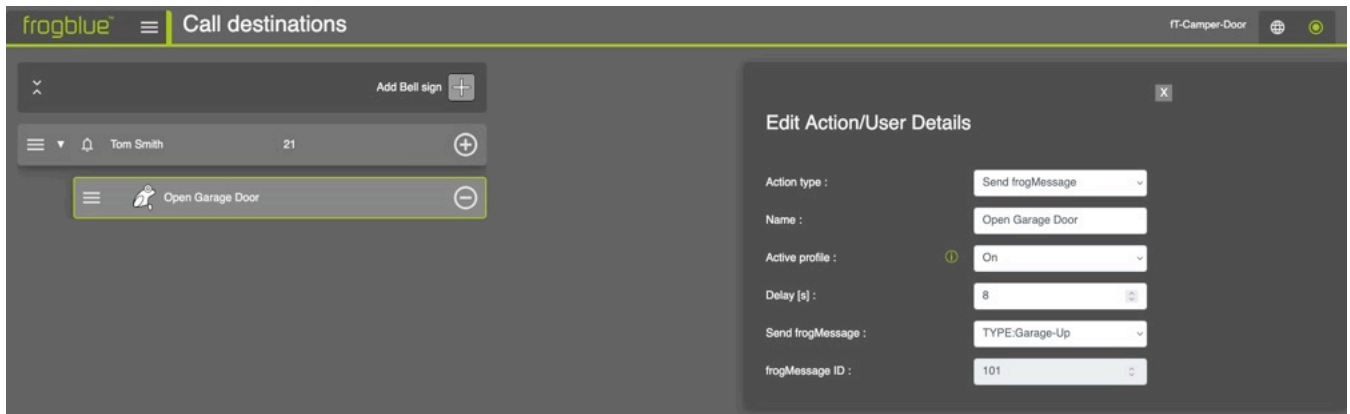 frogblue™ Call destinations fT-Camper-Door
Add Bell sign
Tom Smith 21
Open Garage Door
X
Edit Action/User Details
Action type : Send frogMessage
Name : Open Garage Door
Active profile : On
Delay [s] : 8
Send frogMessage : TYPE:Garage-Up
frogMessage ID : 101